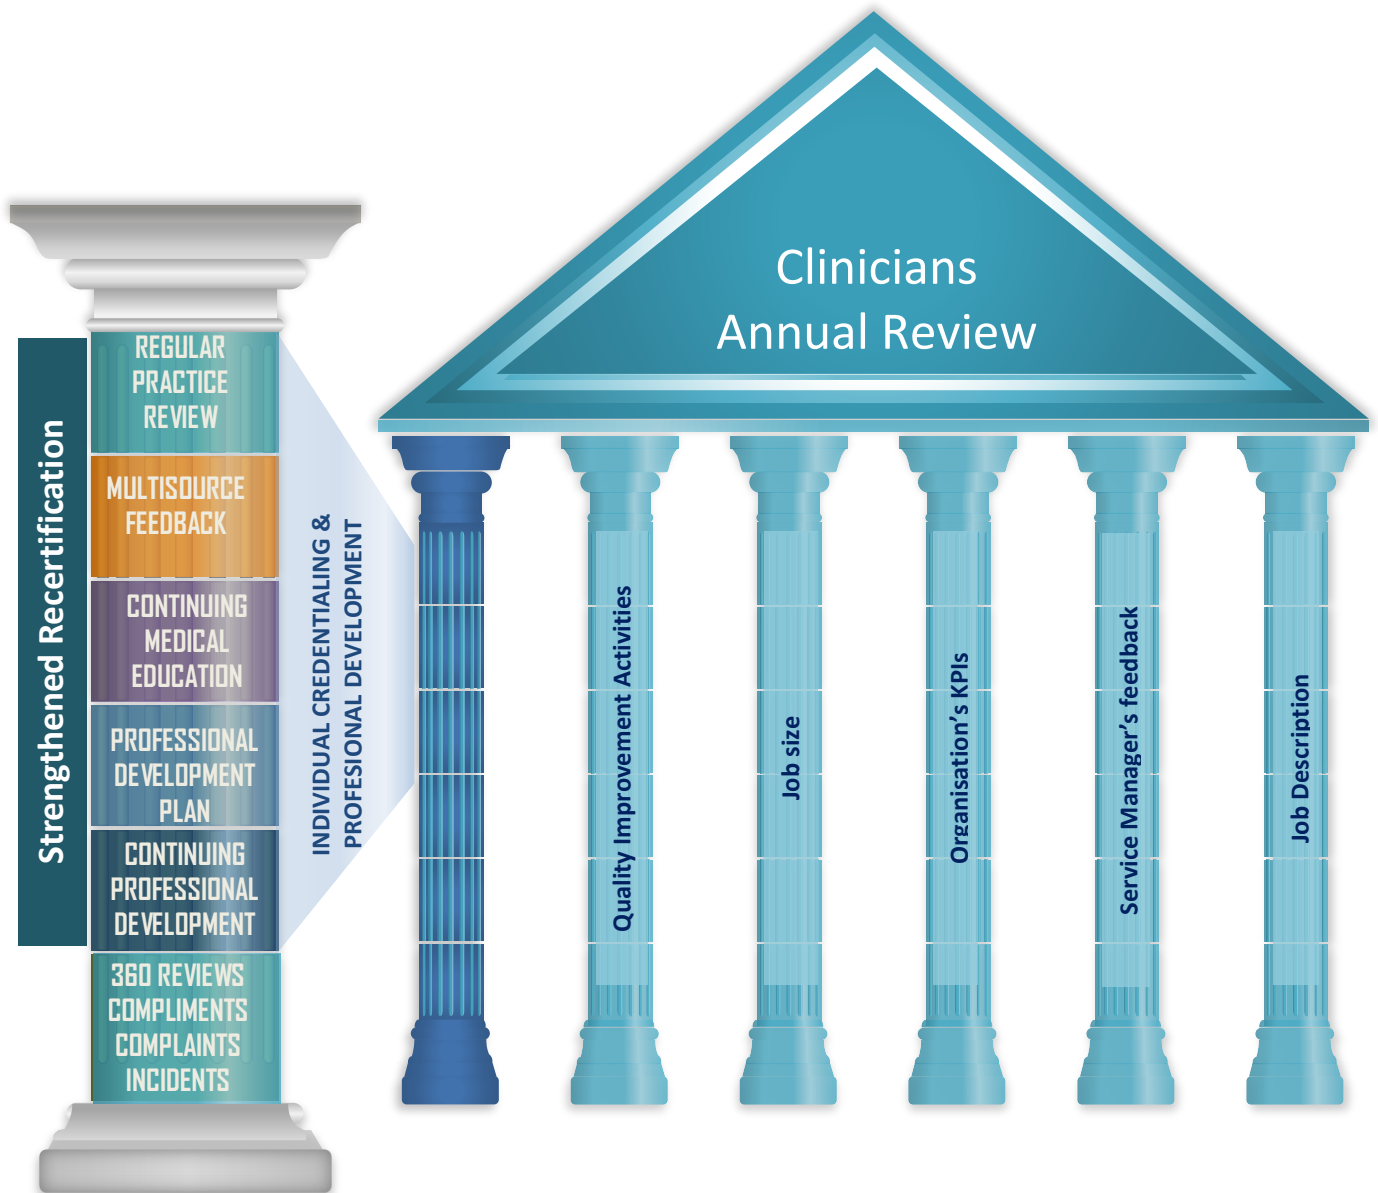 Clinicians
Annual Review
Strengthened Recertification
REGULAR
PRACTICE
REVIEW
MULTISOURCE
FEEDBACK
CONTINUING
MEDICAL
EDUCATION
PROFESSIONAL
DEVELOPMENT
PLAN
CONTINUING
PROFESSIONAL
DEVELOPMENT
360 REVIEWS
COMPLIMENTS
COMPLAINTS
INCIDENTS
INDIVIDUAL CREDENTIALING &
PROFESIONAL DEVELOPMENT
Quality Improvement Activities
Job size
Organisation’s KPIs
Service Manager’s feedback
Job Description